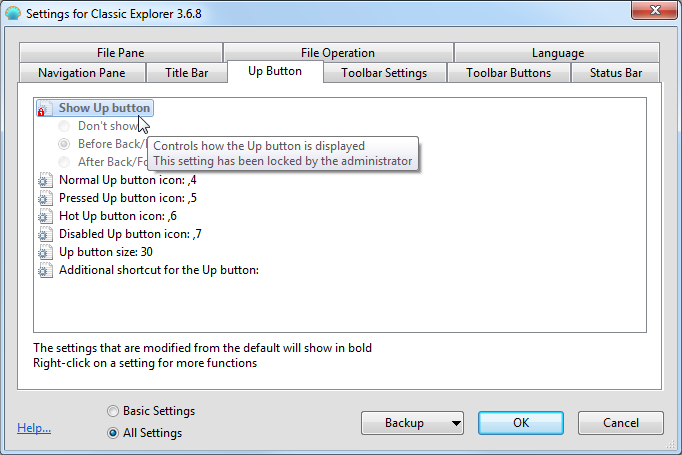 Settings for Classic Explorer 3.6.8
File Pane
File Operation
Language
Navigation Pane
Title Bar
Up Button
Toolbar Settings
Toolbar Buttons
Status Bar
Show Up button
Don't show
Before Back/
Controls how the Up button is displayed
This setting has been locked by the administrator
After Back/Fo
Normal Up button icon: ,4
Pressed Up button icon: ,5
Hot Up button icon: ,6
Disabled Up button icon: ,7
Up button size: 30
Additional shortcut for the Up button:
The settings that are modified from the default will show in bold
Right-click on a setting for more functions
Help...
Basic Settings
All Settings
Backup
OK
Cancel